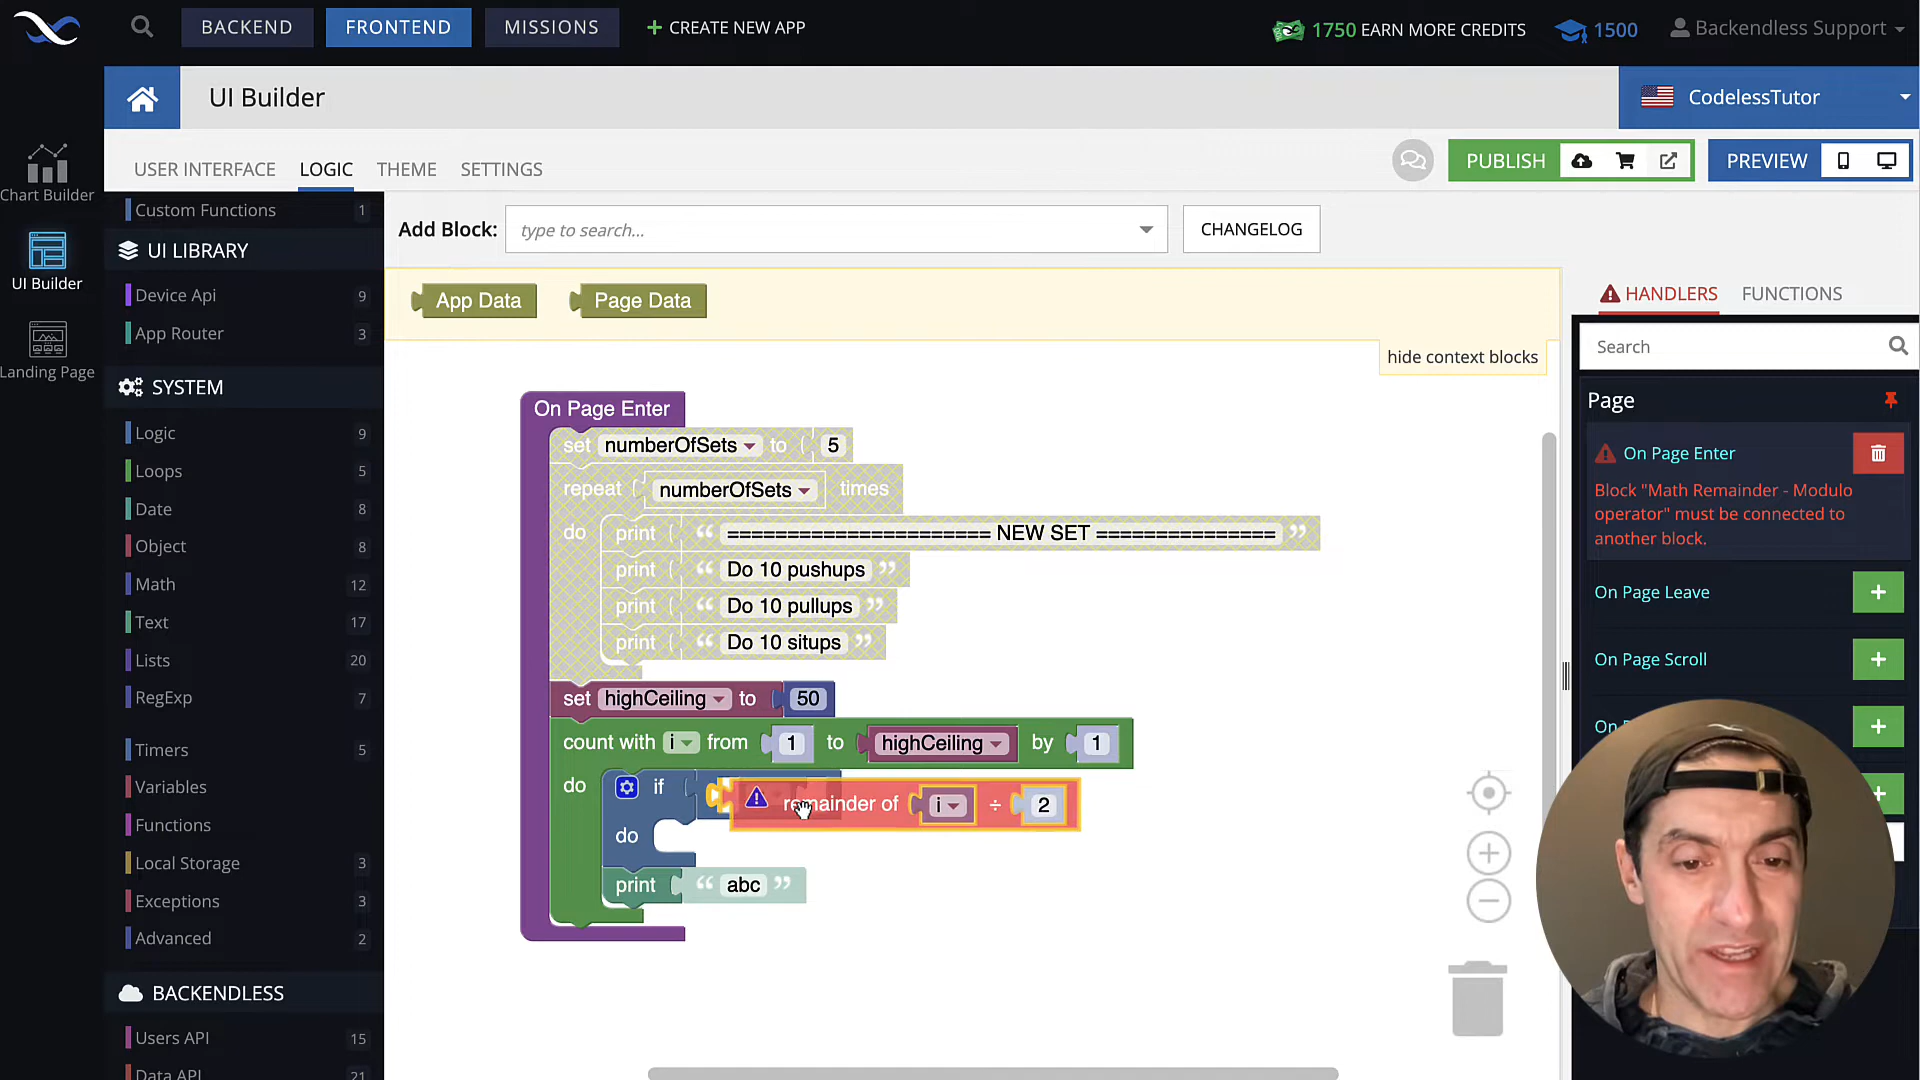 BACKEND
FRONTEND
MISSIONS
+ CREATE NEW APP
1750 EARN MORE CREDITS
1500
Backendless Support
UI Builder
CodelessTutor
Chart Builder
UI Builder
Landing Page
USER INTERFACE
LOGIC
THEME
SETTINGS
PUBLISH
PREVIEW
Custom Functions 1
UI LIBRARY
Device Api 9
App Router 3
SYSTEM
Logic 9
Loops 5
Date 8
Object 8
Math 12
Text 17
Lists 20
RegExp 7
Timers 5
Variables
Functions
Local Storage 3
Exceptions 3
Advanced 2
BACKENDLESS
Users API 15
Data API 21
Add Block:
type to search...
CHANGELOG
App Data
Page Data
hide context blocks
On Page Enter
set numberOfSets to 5
repeat numberOfSets times
do print “ ====================== NEW SET =============== ”
print “ Do 10 pushups ”
print “ Do 10 pullups ”
print “ Do 10 situps ”
set highCeiling to 50
count with i from 1 to highCeiling by 1
do if
remainder of i ÷ 2
do
print “ abc ”
HANDLERS
FUNCTIONS
Search
Page
On Page Enter
Block "Math Remainder - Modulo
operator" must be connected to
another block.
On Page Leave
On Page Scroll